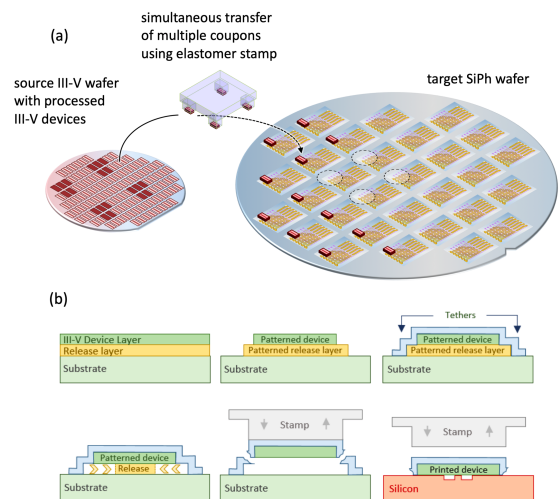 (a)
simultaneous transfer
of multiple coupons
using elastomer stamp
source III-V wafer
with processed
III-V devices
target SiPh wafer
(b)
III-V Device Layer
Release layer
Substrate
Patterned device
Patterned release layer
Substrate
Tethers
Patterned device
Patterned release layer
Substrate
Patterned device
Release
Substrate
Stamp
Substrate
Stamp
Printed device
Silicon